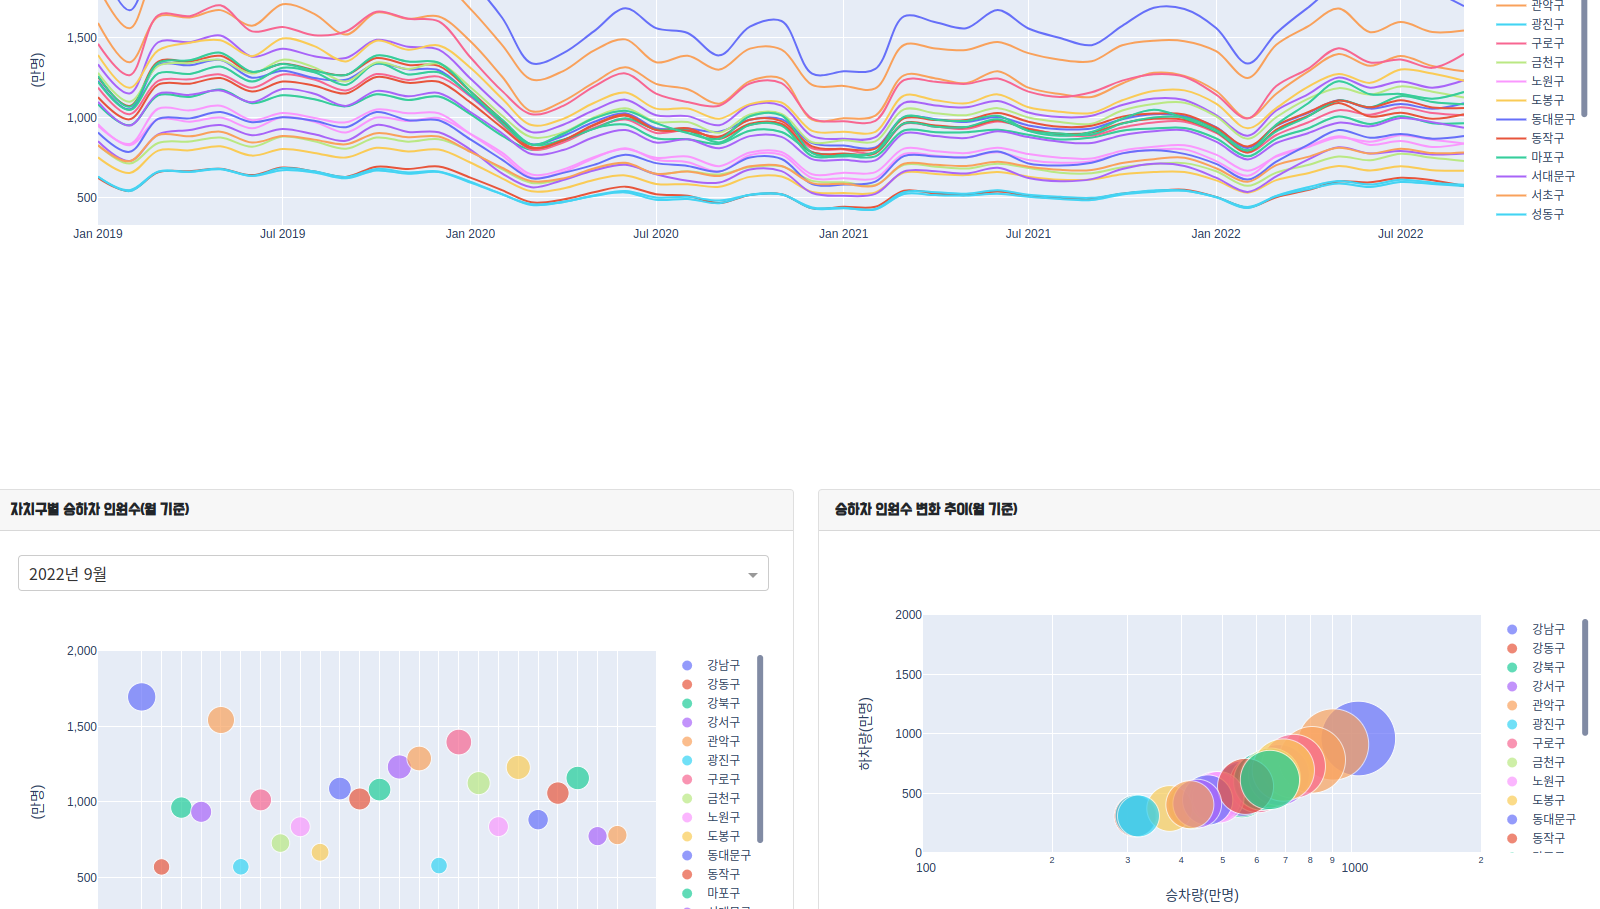 1,500
1,000
500
(만명)
Jan 2019
Jul 2019
Jan 2020
Jul 2020
Jan 2021
Jul 2021
Jan 2022
Jul 2022
관악구
광진구
구로구
금천구
노원구
도봉구
동대문구
동작구
마포구
서대문구
서초구
성동구
자치구별 승하차 인원수(월 기준)
2022년 9월
2,000
1,500
1,000
500
(만명)
강남구
강동구
강북구
강서구
관악구
광진구
구로구
금천구
노원구
도봉구
동대문구
동작구
마포구
승하차 인원수 변화 추이(월 기준)
2000
1500
1000
500
0
하차량(만명)
100
2
3
4
5
6
7
8
9
1000
2
승차량(만명)
강남구
강동구
강북구
강서구
관악구
광진구
구로구
금천구
노원구
도봉구
동대문구
동작구